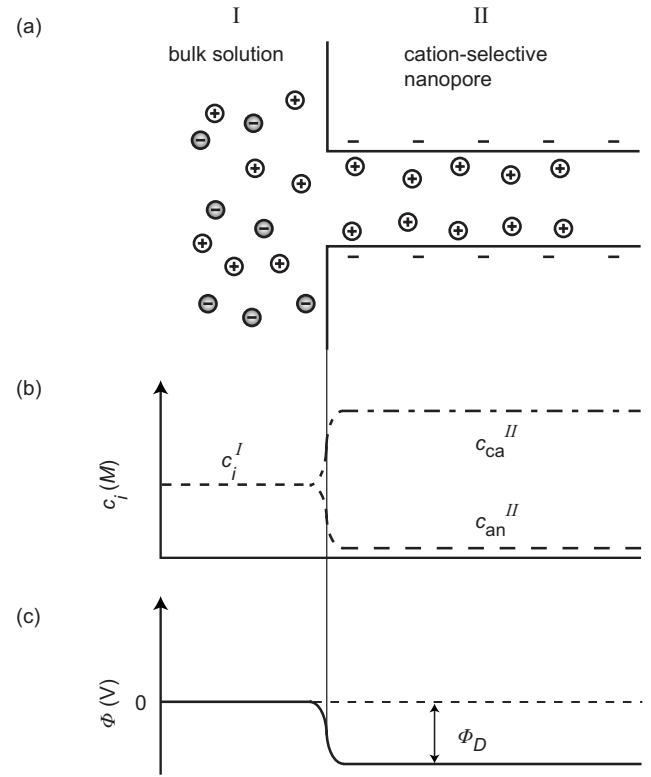 I II
(a)
bulk solution cation-selective
nanopore
(b)
c_i (M)
c_i^I
c_ca^II
c_an^II
(c)
Φ (V)
0
Φ_D